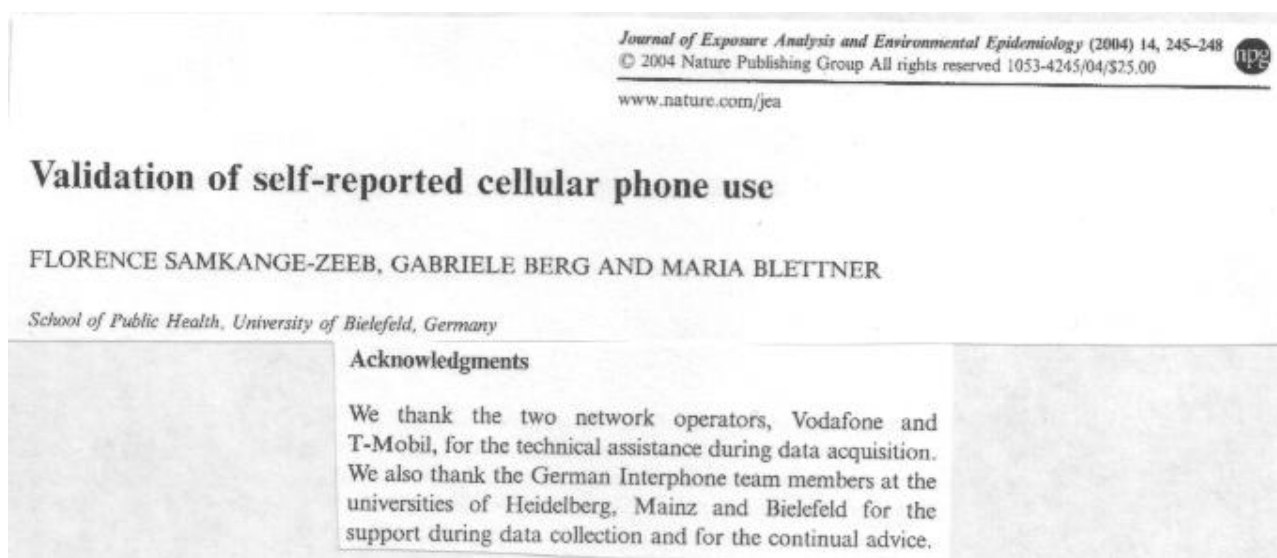 Journal of Exposure Analysis and Environmental Epidemiology (2004) 14, 245–248
© 2004 Nature Publishing Group All rights reserved 1053-4245/04/$25.00
npg
www.nature.com/jea
Validation of self-reported cellular phone use
FLORENCE SAMKANGE-ZEEB, GABRIELE BERG AND MARIA BLETTNER
School of Public Health, University of Bielefeld, Germany
Acknowledgments
We thank the two network operators, Vodafone and
T-Mobil, for the technical assistance during data acquisition.
We also thank the German Interphone team members at the
universities of Heidelberg, Mainz and Bielefeld for the
support during data collection and for the continual advice.